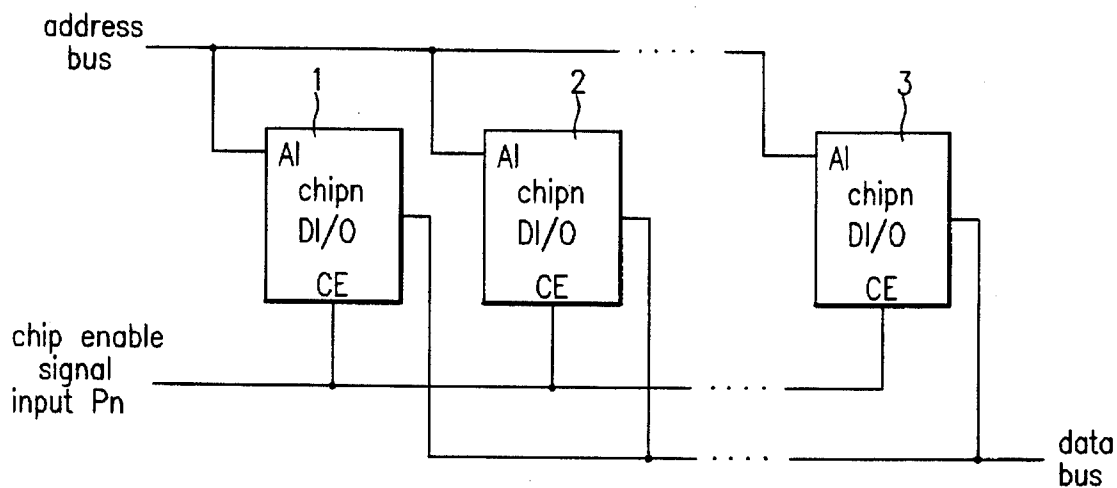 address
bus
1
2
3
AI
chipn
DI/O
CE
AI
chipn
DI/O
CE
AI
chipn
DI/O
CE
chip enable
signal
input Pn
data
bus